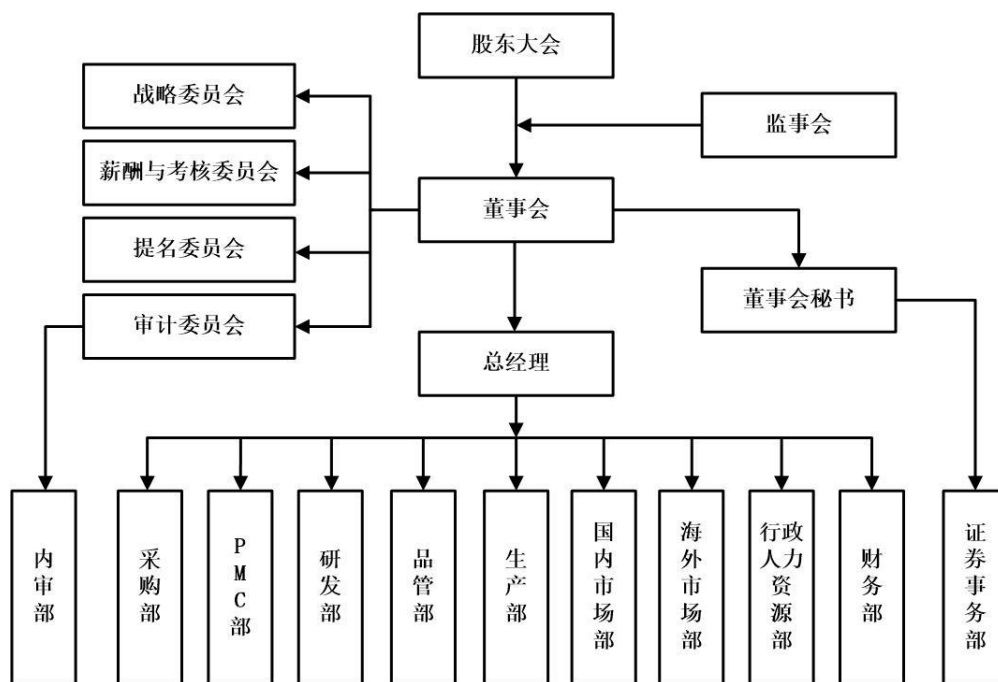 股东大会
战略委员会
监事会
薪酬与考核委员会
董事会
提名委员会
董事会秘书
审计委员会
总经理
内审部
采购部
PMC部
研发部
品管部
生产部
国内市场部
海外市场部
行政人力资源部
财务部
证券事务部